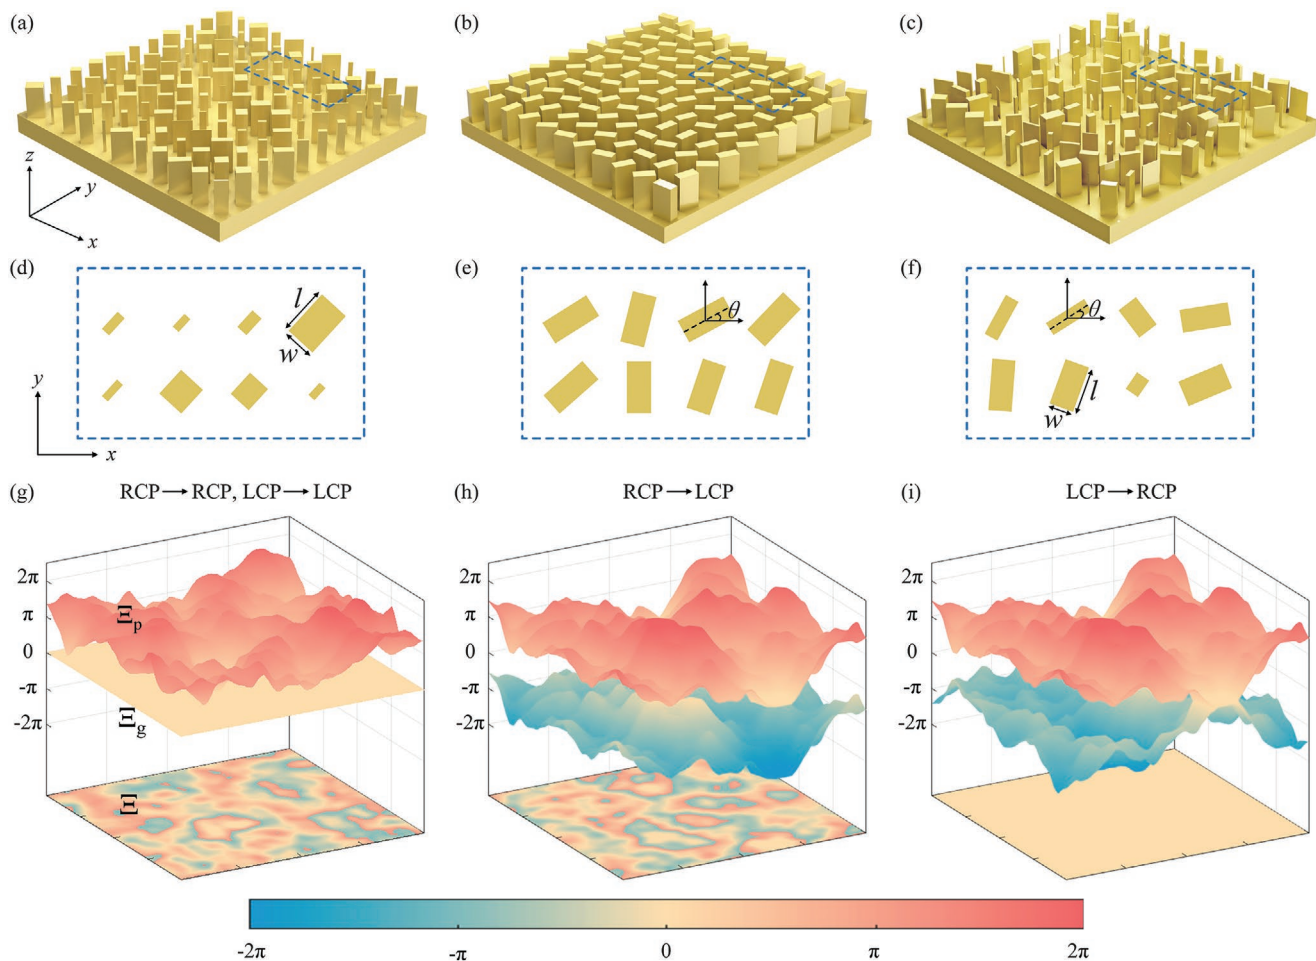 (a)
(b)
(c)
z
y
x
(d)
(e)
(f)
l
w
θ
θ
l
w
y
x
(g)
RCP→RCP, LCP→LCP
(h)
RCP→LCP
(i)
LCP→RCP
2π
π
0
-π
-2π
Ξp
Ξg
Ξ
2π
π
0
-π
-2π
2π
π
0
-π
-2π
-2π
-π
0
π
2π